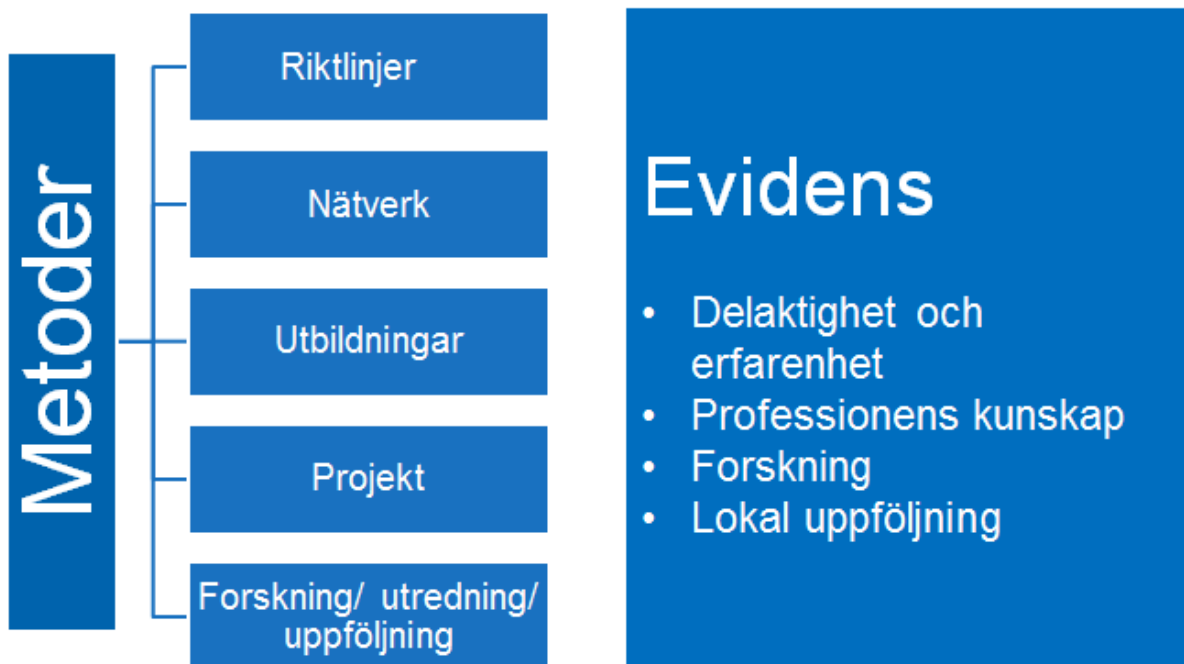 Metoder
Riktlinjer
Nätverk
Utbildningar
Projekt
Forskning/ utredning/
uppföljning
Evidens
• Delaktighet och
erfarenhet
• Professionens kunskap
• Forskning
• Lokal uppföljning